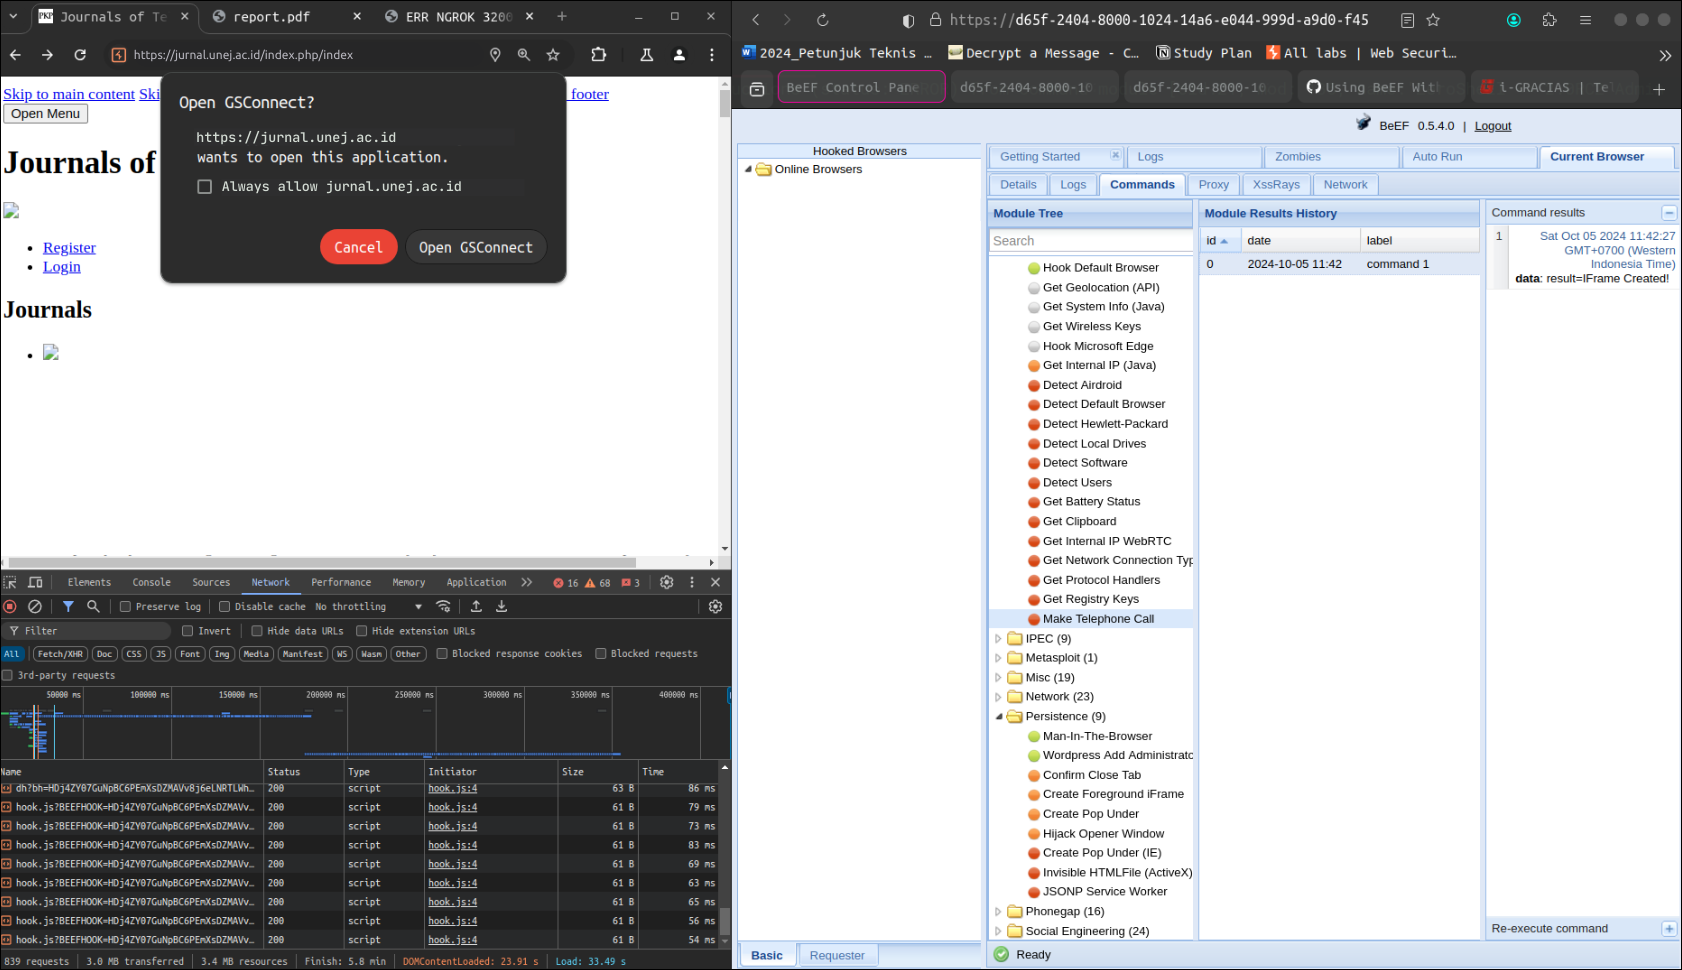 Journals of Te
report.pdf
ERR_NGROK_320
https://jurnal.unej.ac.id/index.php/index
Skip to main content Ski
footer
Open Menu
Journals of
Register
Login
Journals
Open GSConnect?
https://jurnal.unej.ac.id
wants to open this application.
Always allow jurnal.unej.ac.id
Cancel
Open GSConnect
Elements Console Sources Network Performance Memory Application 16 68 3
Preserve log Disable cache No throttling
Filter Invert Hide data URLs Hide extension URLs
All Fetch/XHR Doc CSS JS Font Img Media Manifest WS Wasm Other Blocked response cookies Blocked requests
3rd-party requests
50000 ms 100000 ms 150000 ms 200000 ms 250000 ms 300000 ms 350000 ms 400000 ms
Name Status Type Initiator Size Time
200 script hook.js:4 63 B 86 ms
hook.js?BEEFHOOK=HDj4ZY07GuNpBC6PEmXsDZMAVv… 200 script hook.js:4 61 B 79 ms
hook.js?BEEFHOOK=HDj4ZY07GuNpBC6PEmXsDZMAVv… 200 script hook.js:4 61 B 73 ms
hook.js?BEEFHOOK=HDj4ZY07GuNpBC6PEmXsDZMAVv… 200 script hook.js:4 61 B 83 ms
hook.js?BEEFHOOK=HDj4ZY07GuNpBC6PEmXsDZMAVv… 200 script hook.js:4 61 B 69 ms
hook.js?BEEFHOOK=HDj4ZY07GuNpBC6PEmXsDZMAVv… 200 script hook.js:4 61 B 63 ms
hook.js?BEEFHOOK=HDj4ZY07GuNpBC6PEmXsDZMAVv… 200 script hook.js:4 61 B 65 ms
hook.js?BEEFHOOK=HDj4ZY07GuNpBC6PEmXsDZMAVv… 200 script hook.js:4 61 B 56 ms
hook.js?BEEFHOOK=HDj4ZY07GuNpBC6PEmXsDZMAVv… 200 script hook.js:4 61 B 54 ms
839 requests 3.0 MB transferred 3.4 MB resources Finish: 5.8 min DOMContentLoaded: 23.91 s Load: 33.49 s
https://d65f-2404-8000-1024-14a6-e044-999d-a9d0-f45
2024_Petunjuk Teknis … Decrypt a Message - C… Study Plan All labs | Web Securi…
BeEF Control Pane d65f-2404-8000-10 d65f-2404-8000-10 Using BeEF Wit i-GRACIAS | Te
BeEF 0.5.4.0 | Logout
Hooked Browsers
Online Browsers
Basic Requester
Getting Started Logs Zombies Auto Run Current Browser
Details Logs Commands Proxy XssRays Network
Module Tree
Search
Hook Default Browser
Get Geolocation (API)
Get System Info (Java)
Get Wireless Keys
Hook Microsoft Edge
Get Internal IP (Java)
Detect Airdroid
Detect Default Browser
Detect Hewlett-Packard
Detect Local Drives
Detect Software
Detect Users
Get Battery Status
Get Clipboard
Get Internal IP WebRTC
Get Network Connection Typ
Get Protocol Handlers
Get Registry Keys
Make Telephone Call
IPEC (9)
Metasploit (1)
Misc (19)
Network (23)
Persistence (9)
Man-In-The-Browser
Wordpress Add Administrato
Confirm Close Tab
Create Foreground iFrame
Create Pop Under
Hijack Opener Window
Create Pop Under (IE)
Invisible HTMLFile (ActiveX)
JSONP Service Worker
Phonegap (16)
Social Engineering (24)
Ready
Module Results History
id date label
0 2024-10-05 11:42 command 1
Command results
1 Sat Oct 05 2024 11:42:27
GMT+0700 (Western
Indonesia Time)
data: result=IFrame Created!
Re-execute command